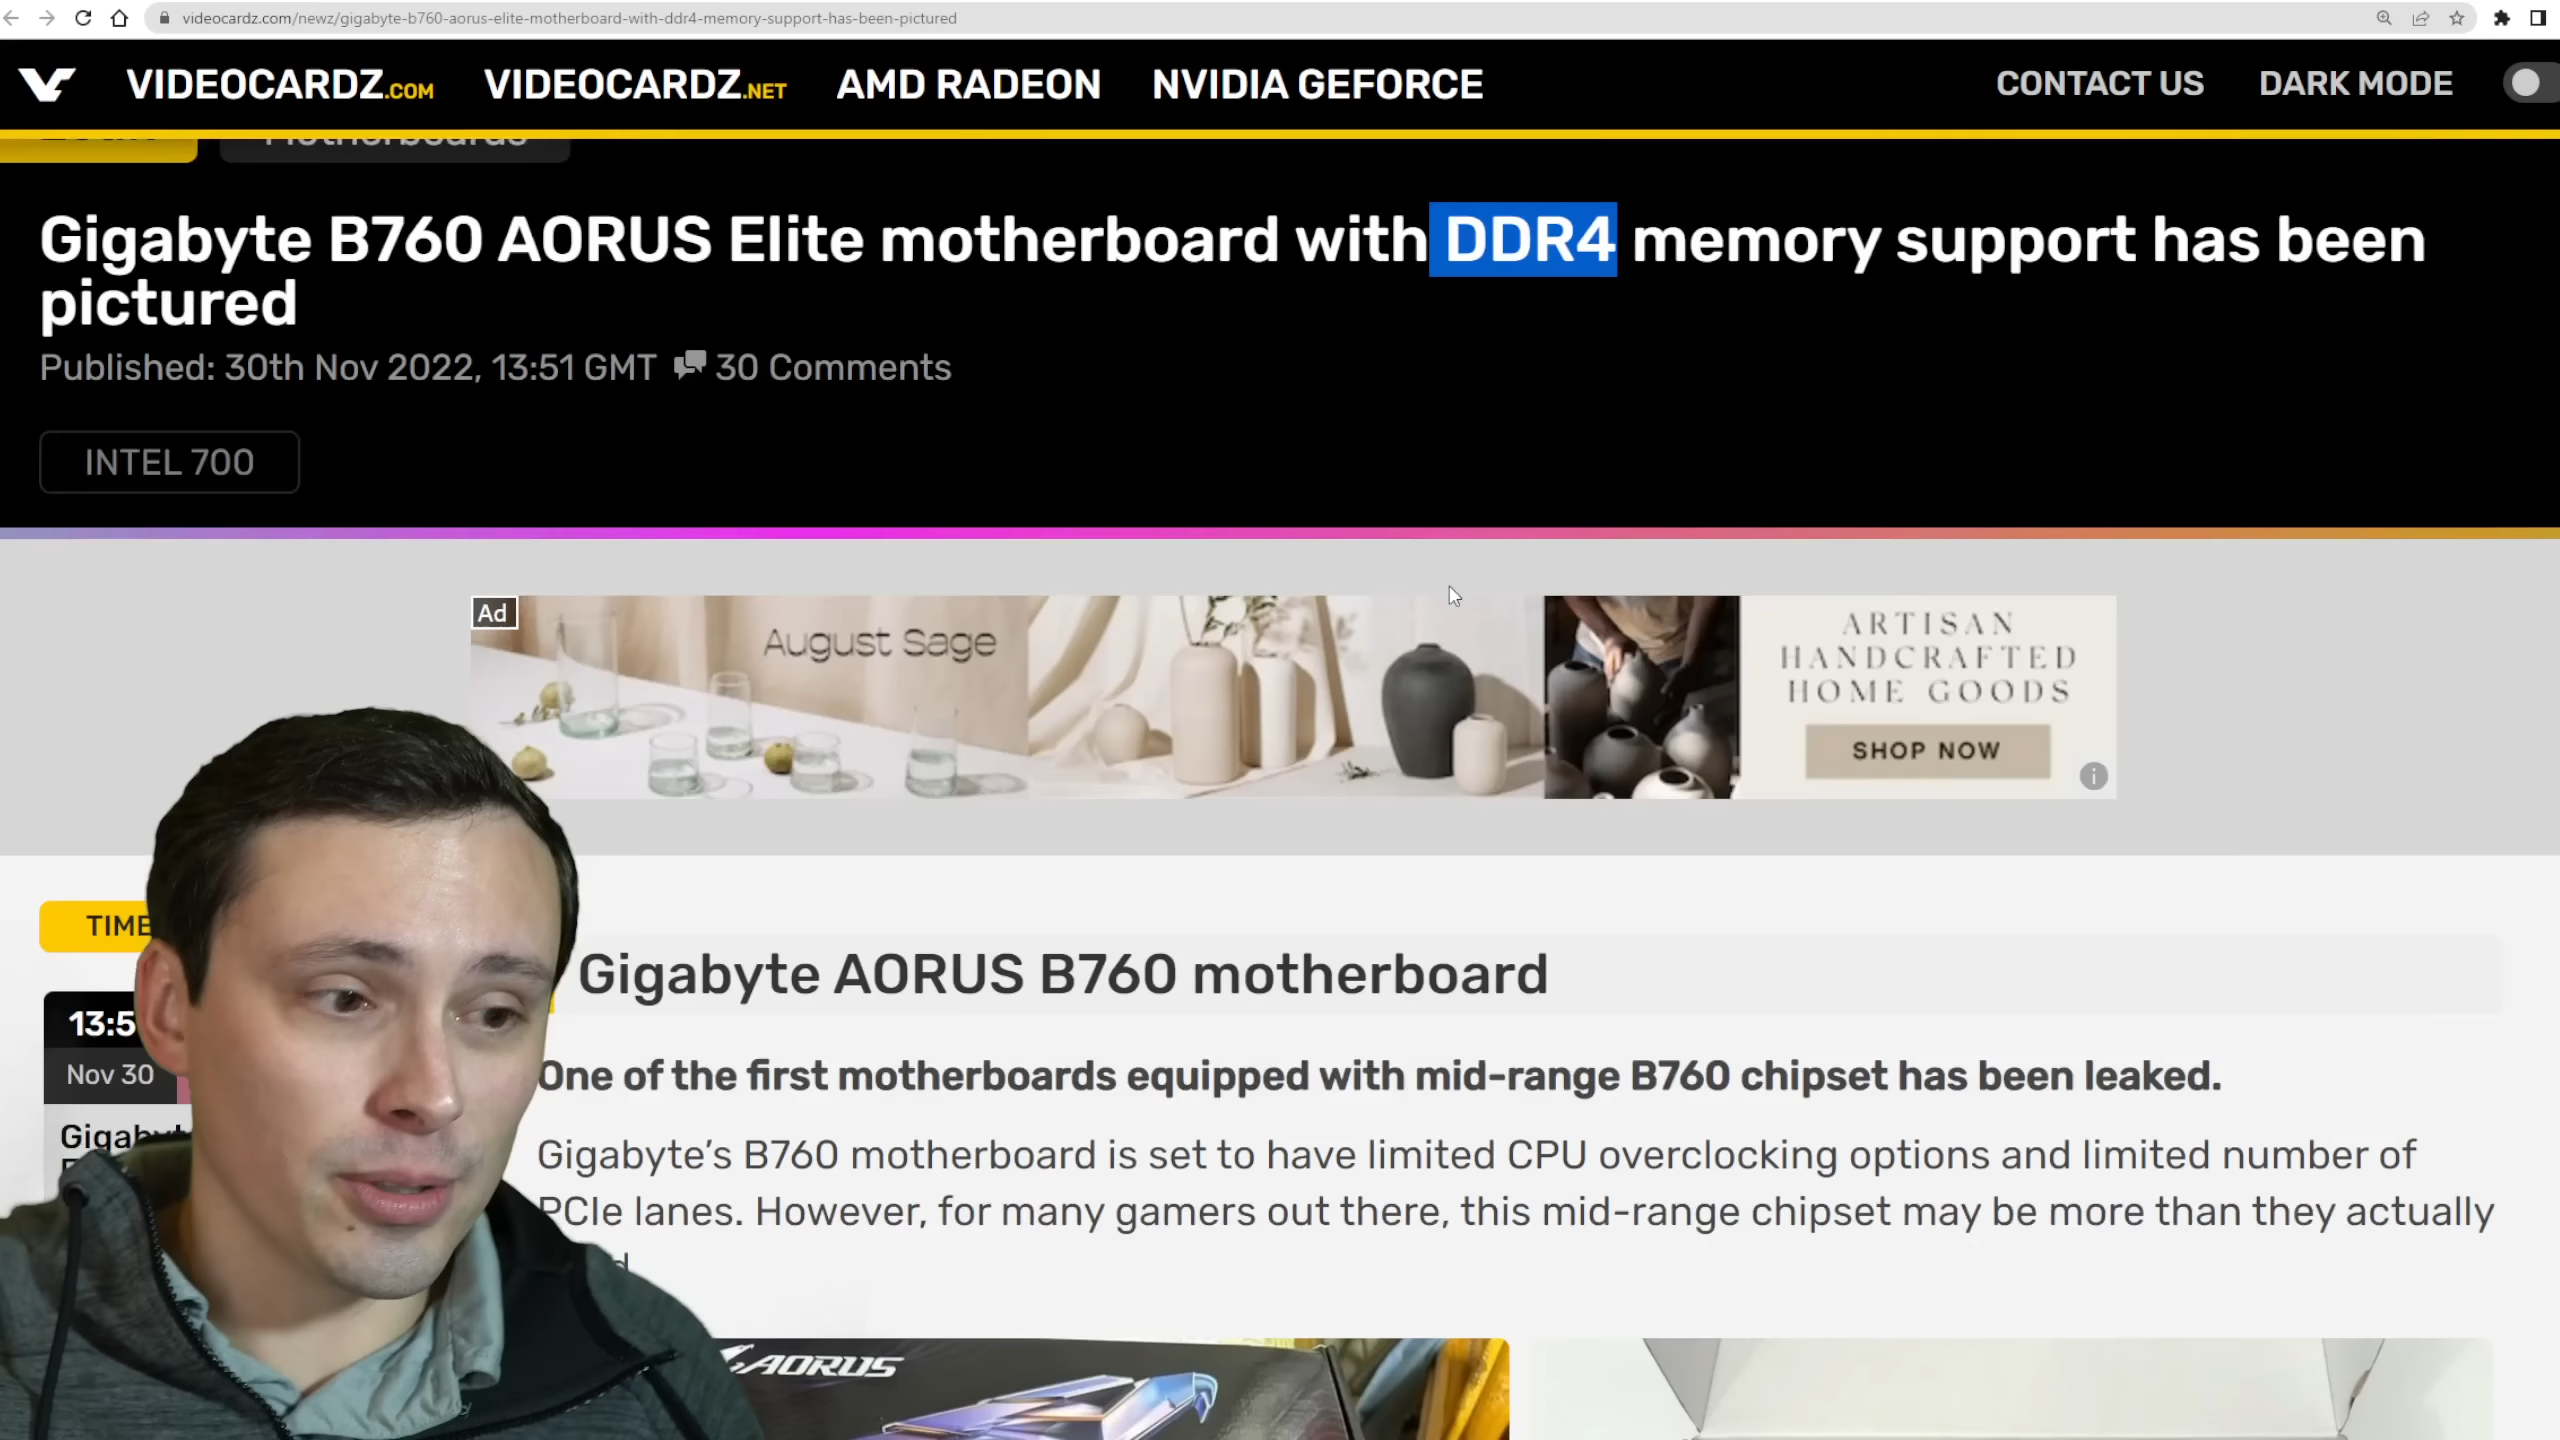 videocardz.com/newz/gigabyte-b760-aorus-elite-motherboard-with-ddr4-memory-support-has-been-pictured
VIDEOCARDZ.COM VIDEOCARDZ.NET AMD RADEON NVIDIA GEFORCE CONTACT US DARK MODE
Motherboards
Gigabyte B760 AORUS Elite motherboard with DDR4 memory support has been
pictured
Published: 30th Nov 2022, 13:51 GMT 30 Comments
INTEL 700
Ad
August Sage
ARTISAN
HANDCRAFTED
HOME GOODS
SHOP NOW
TIME
Gigabyte AORUS B760 motherboard
13:5
Nov 30
One of the first motherboards equipped with mid-range B760 chipset has been leaked.
Gigabyte's B760 motherboard is set to have limited CPU overclocking options and limited number of
PCIe lanes. However, for many gamers out there, this mid-range chipset may be more than they actually
AORUS